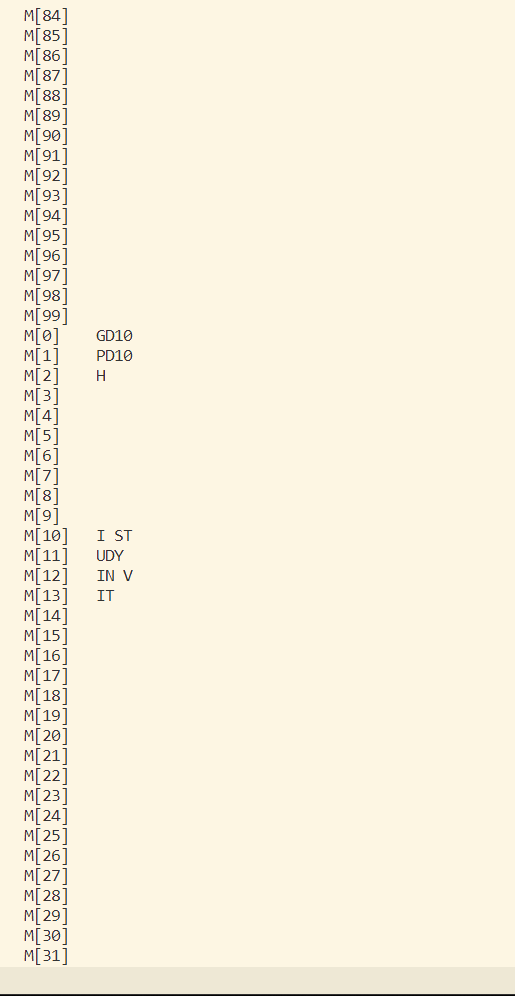 M[84]
M[85]
M[86]
M[87]
M[88]
M[89]
M[90]
M[91]
M[92]
M[93]
M[94]
M[95]
M[96]
M[97]
M[98]
M[99]
M[0] GD10
M[1] PD10
M[2] H
M[3]
M[4]
M[5]
M[6]
M[7]
M[8]
M[9]
M[10] I ST
M[11] UDY
M[12] IN V
M[13] IT
M[14]
M[15]
M[16]
M[17]
M[18]
M[19]
M[20]
M[21]
M[22]
M[23]
M[24]
M[25]
M[26]
M[27]
M[28]
M[29]
M[30]
M[31]